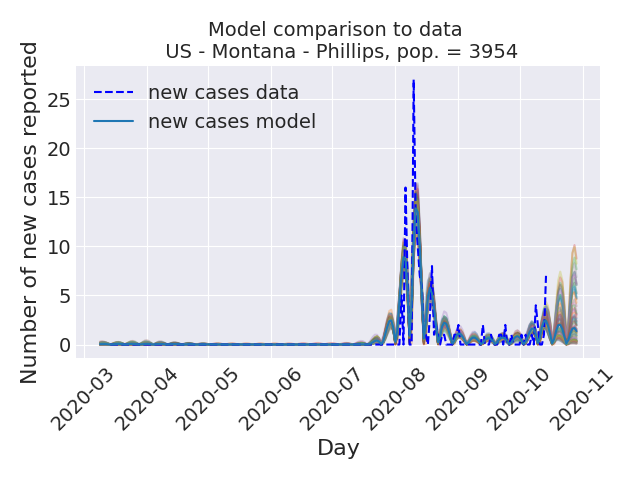 Model comparison to data
US - Montana - Phillips, pop. = 3954
Number of new cases reported
25
20
15
10
5
0
new cases data
new cases model
2020-03
2020-04
2020-05
2020-06
2020-07
2020-08
2020-09
2020-10
2020-11
Day